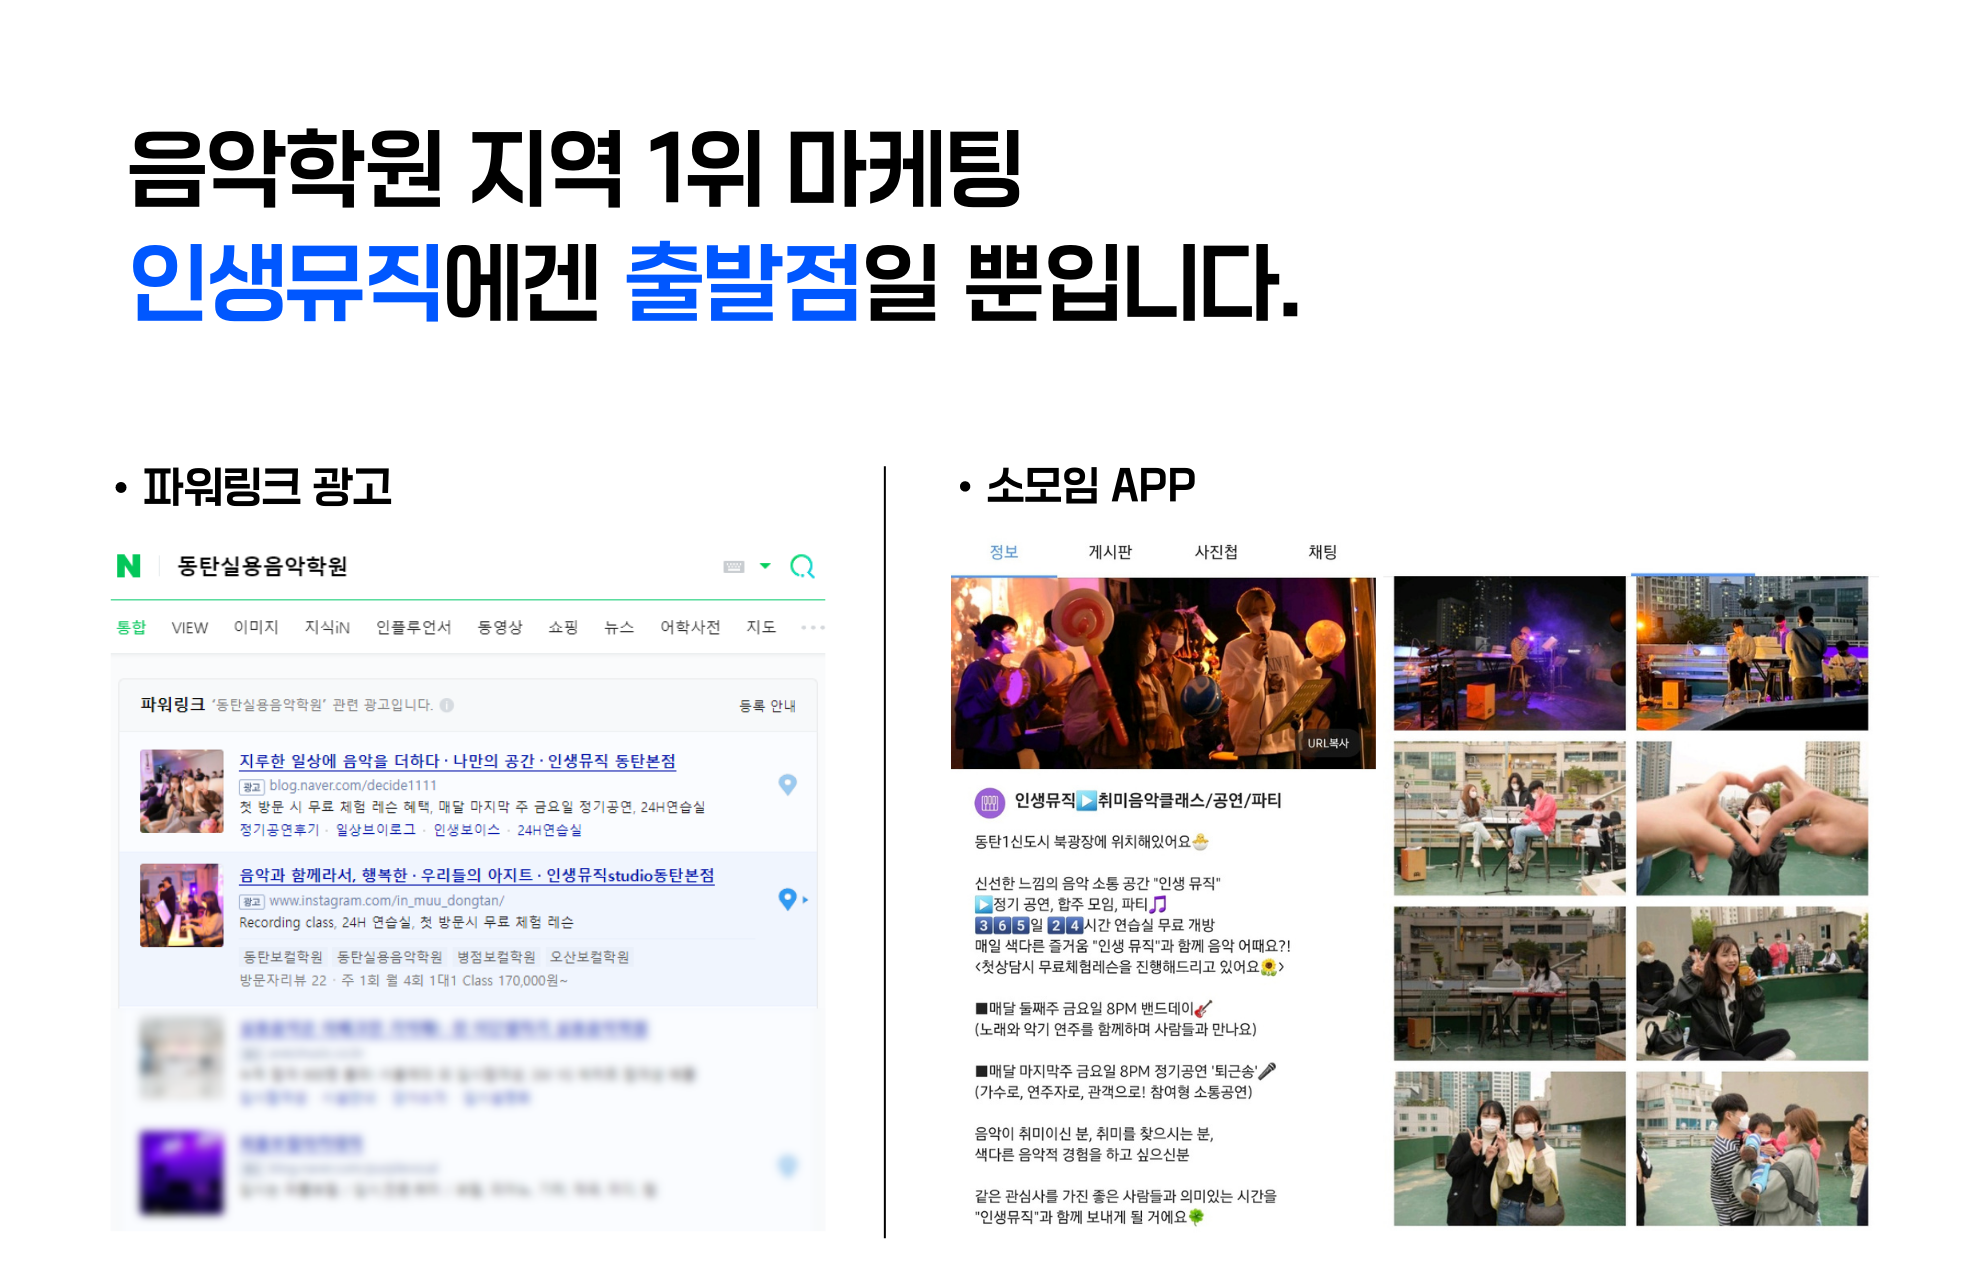 음악학원 지역 1위 마케팅
인생뮤직에겐 출발점일 뿐입니다.
• 파워링크 광고
N 동탄실용음악학원
통합 VIEW 이미지 지식iN 인플루언서 동영상 쇼핑 뉴스 어학사전 지도 ···
파워링크 '동탄실용음악학원' 관련 광고입니다. 등록 안내
지루한 일상에 음악을 더하다 · 나만의 공간 · 인생뮤직 동탄본점
광고 blog.naver.com/decide1111
첫 방문 시 무료 체험 레슨 혜택, 매달 마지막 주 금요일 정기공연, 24H연습실
정기공연후기 · 일상브이로그 · 인생보이스 · 24H연습실
음악과 함께라서, 행복한 · 우리들의 아지트 · 인생뮤직studio동탄본점
광고 www.instagram.com/in_muu_dongtan/
Recording class, 24H 연습실, 첫 방문시 무료 체험 레슨
동탄보컬학원 동탄실용음악학원 병점보컬학원 오산보컬학원
방문자리뷰 22 · 주 1회 월 4회 1대1 Class 170,000원~
• 소모임 APP
정보 게시판 사진첩 채팅
URL복사
인생뮤직▶취미음악클래스/공연/파티
동탄1신도시 북광장에 위치해있어요🐣
신선한 느낌의 음악 소통 공간 "인생 뮤직"
▶정기 공연, 합주 모임, 파티🎵
3️⃣6️⃣5️⃣일 2️⃣4️⃣시간 연습실 무료 개방
매일 색다른 즐거움 "인생 뮤직"과 함께 음악 어때요?!
<첫상담시 무료체험레슨을 진행해드리고 있어요🌻>
■매달 둘째주 금요일 8PM 밴드데이🎸
(노래와 악기 연주를 함께하며 사람들과 만나요)
■매달 마지막주 금요일 8PM 정기공연 '퇴근송'🎤
(가수로, 연주자로, 관객으로! 참여형 소통공연)
음악이 취미이신 분, 취미를 찾으시는 분,
색다른 음악적 경험을 하고 싶으신분
같은 관심사를 가진 좋은 사람들과 의미있는 시간을
"인생뮤직"과 함께 보내게 될 거에요🍀